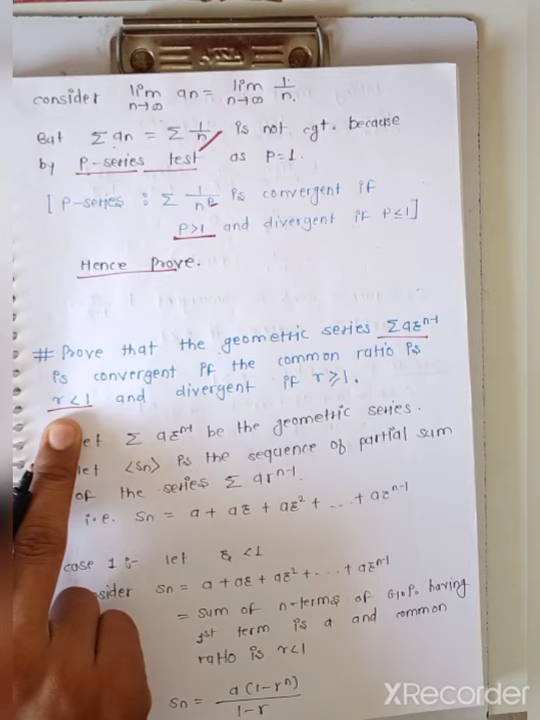 consider lim n→∞ an = lim n→∞ 1/n.
But Σ an = Σ 1/n is not cgt. because
by P-series test as P=1.
[ P-series : Σ 1/n^p is convergent if
P>1 and divergent if P≤1 ]
Hence Prove.
# Prove that the geometric series Σ ar^n-1
is convergent if the common ratio is
r<1 and divergent if r≥1.
et Σ ar^n-1 be the geometric series.
let <Sn> is the sequence of partial sum
of the series Σ ar^n-1.
i.e. Sn = a + ar + ar² + ... + ar^n-1
case 1 :- let r <1
sider Sn = a + ar + ar² + ... + ar^n-1
= sum of n-terms of G.P. having
1st term is a and common
ratio is r<1
Sn = a(1-r^n) / 1-r
XRecorder